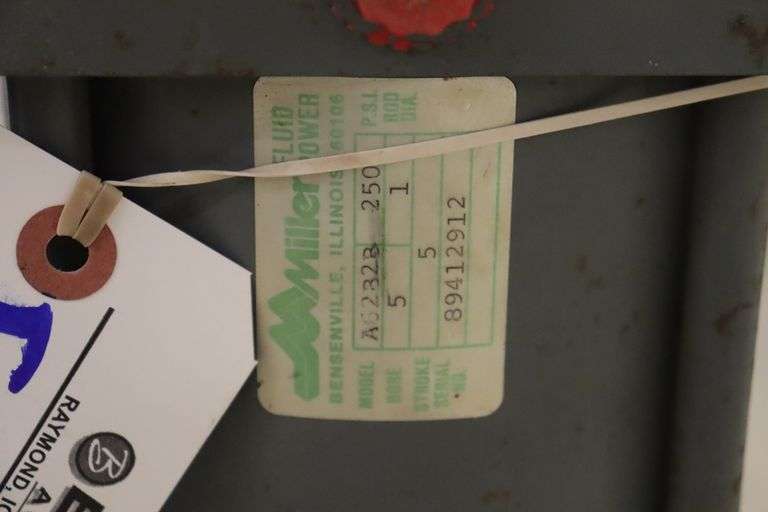 Miller FLUID POWER
BENSENVILLE, ILLINOIS 60106
MODEL A62B2B 250 P.S.I.
BORE 5 1 ROD DIA.
STROKE 5
SERIAL NO. 89412912
B
RAYMOND,